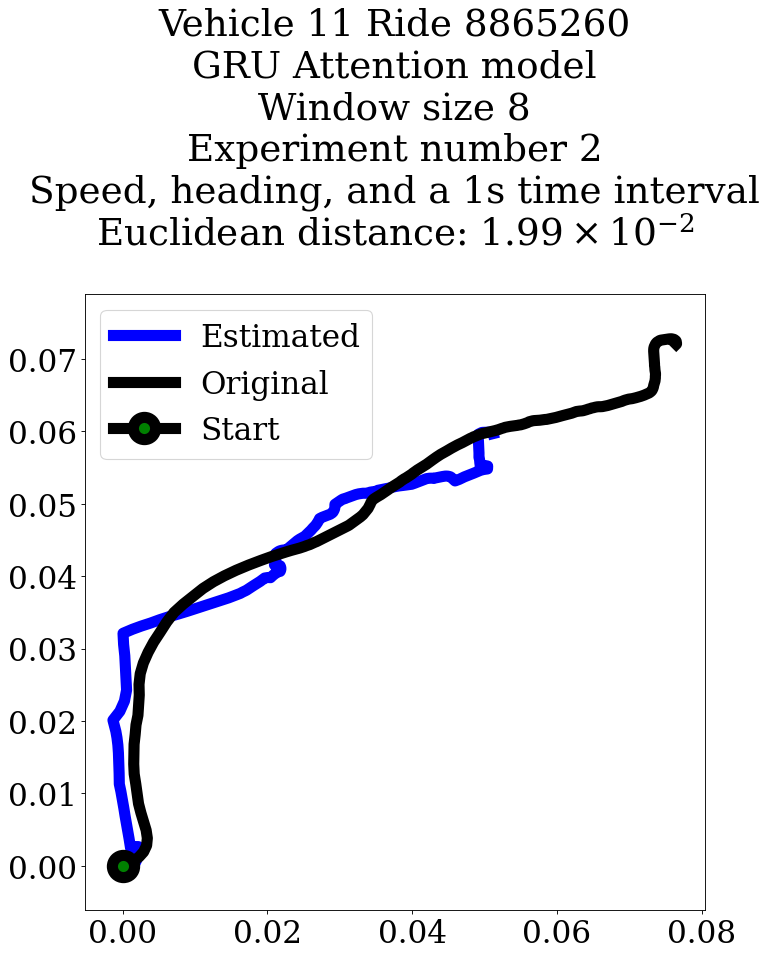 Vehicle 11 Ride 8865260
GRU Attention model
Window size 8
Experiment number 2
Speed, heading, and a 1s time interval
Euclidean distance: 1.99 × 10⁻²
Estimated
Original
Start
0.07
0.06
0.05
0.04
0.03
0.02
0.01
0.00
0.00 0.02 0.04 0.06 0.08